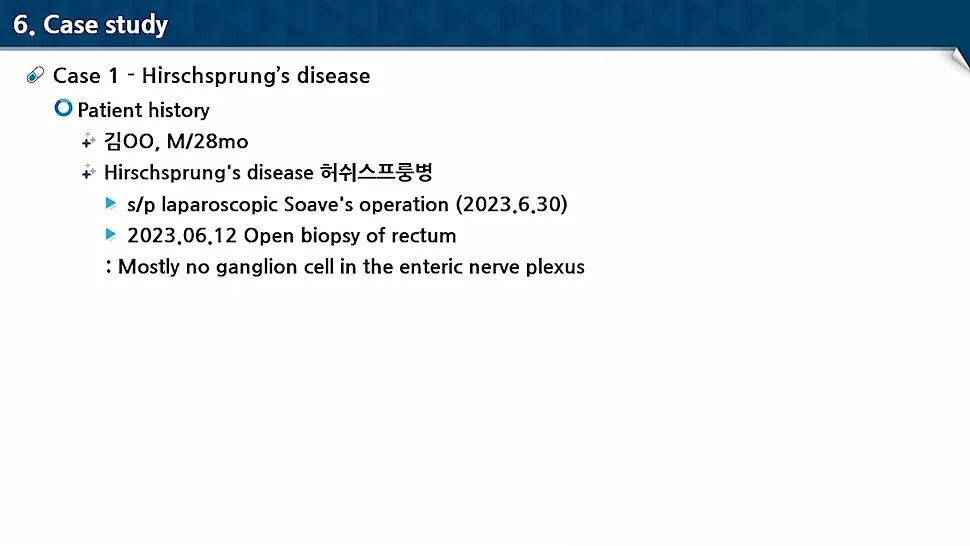 6. Case study
Case 1 - Hirschsprung’s disease
Patient history
김OO, M/28mo
Hirschsprung's disease 허쉬스프룽병
s/p laparoscopic Soave's operation (2023.6.30)
2023.06.12 Open biopsy of rectum
: Mostly no ganglion cell in the enteric nerve plexus